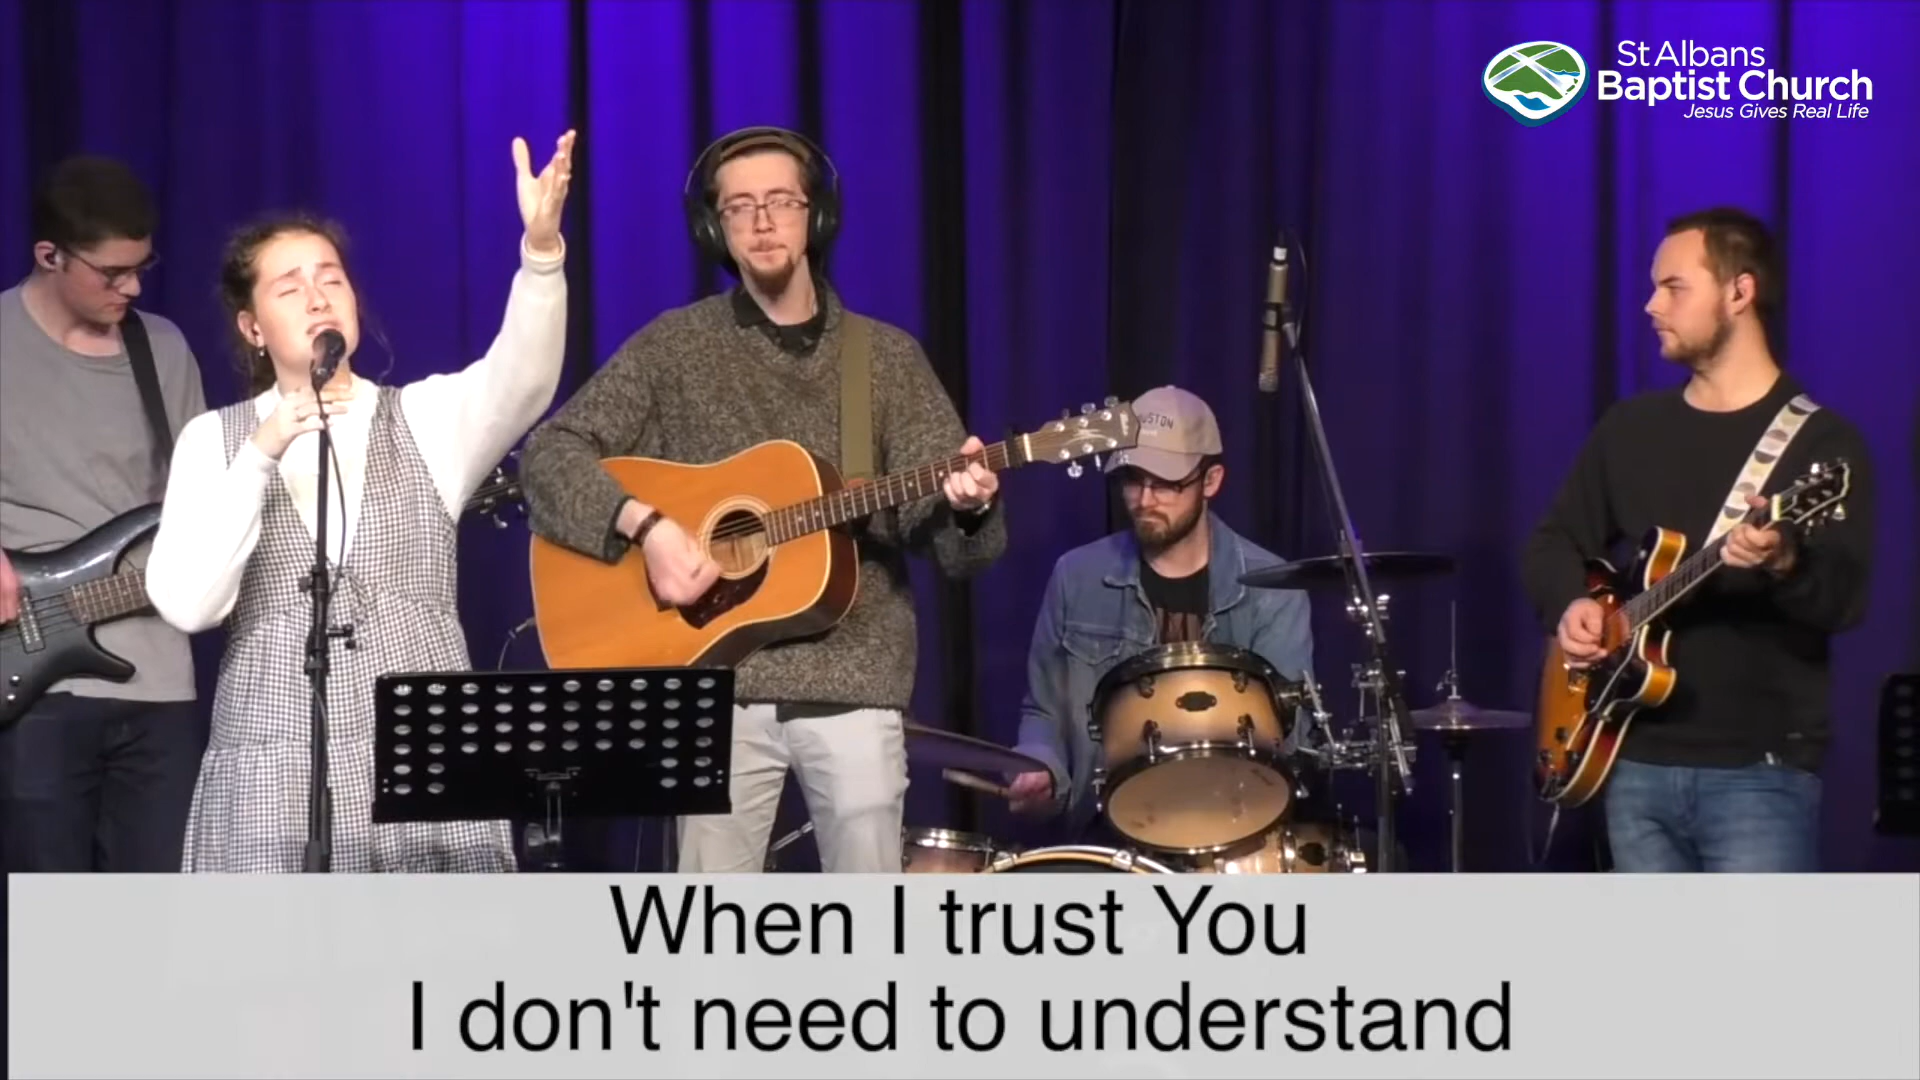 St Albans
Baptist Church
Jesus Gives Real Life
When I trust You
I don't need to understand